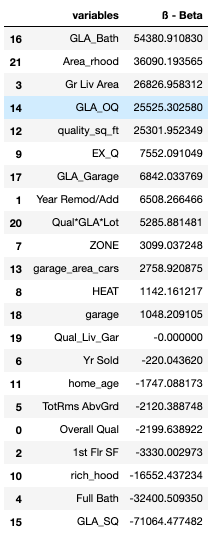 variables ß - Beta
16 GLA_Bath 54380.910830
21 Area_rhood 36090.193565
3 Gr Liv Area 26826.958312
14 GLA_OQ 25525.302580
12 quality_sq_ft 25301.952349
9 EX_Q 7552.091049
17 GLA_Garage 6842.033769
1 Year Remod/Add 6508.266466
20 Qual*GLA*Lot 5285.881481
7 ZONE 3099.037248
13 garage_area_cars 2758.920875
8 HEAT 1142.161217
18 garage 1048.209105
19 Qual_Liv_Gar -0.000000
6 Yr Sold -220.043620
11 home_age -1747.088173
5 TotRms AbvGrd -2120.388748
0 Overall Qual -2199.638922
2 1st Flr SF -3330.002973
10 rich_hood -16552.437234
4 Full Bath -32400.509350
15 GLA_SQ -71064.477482